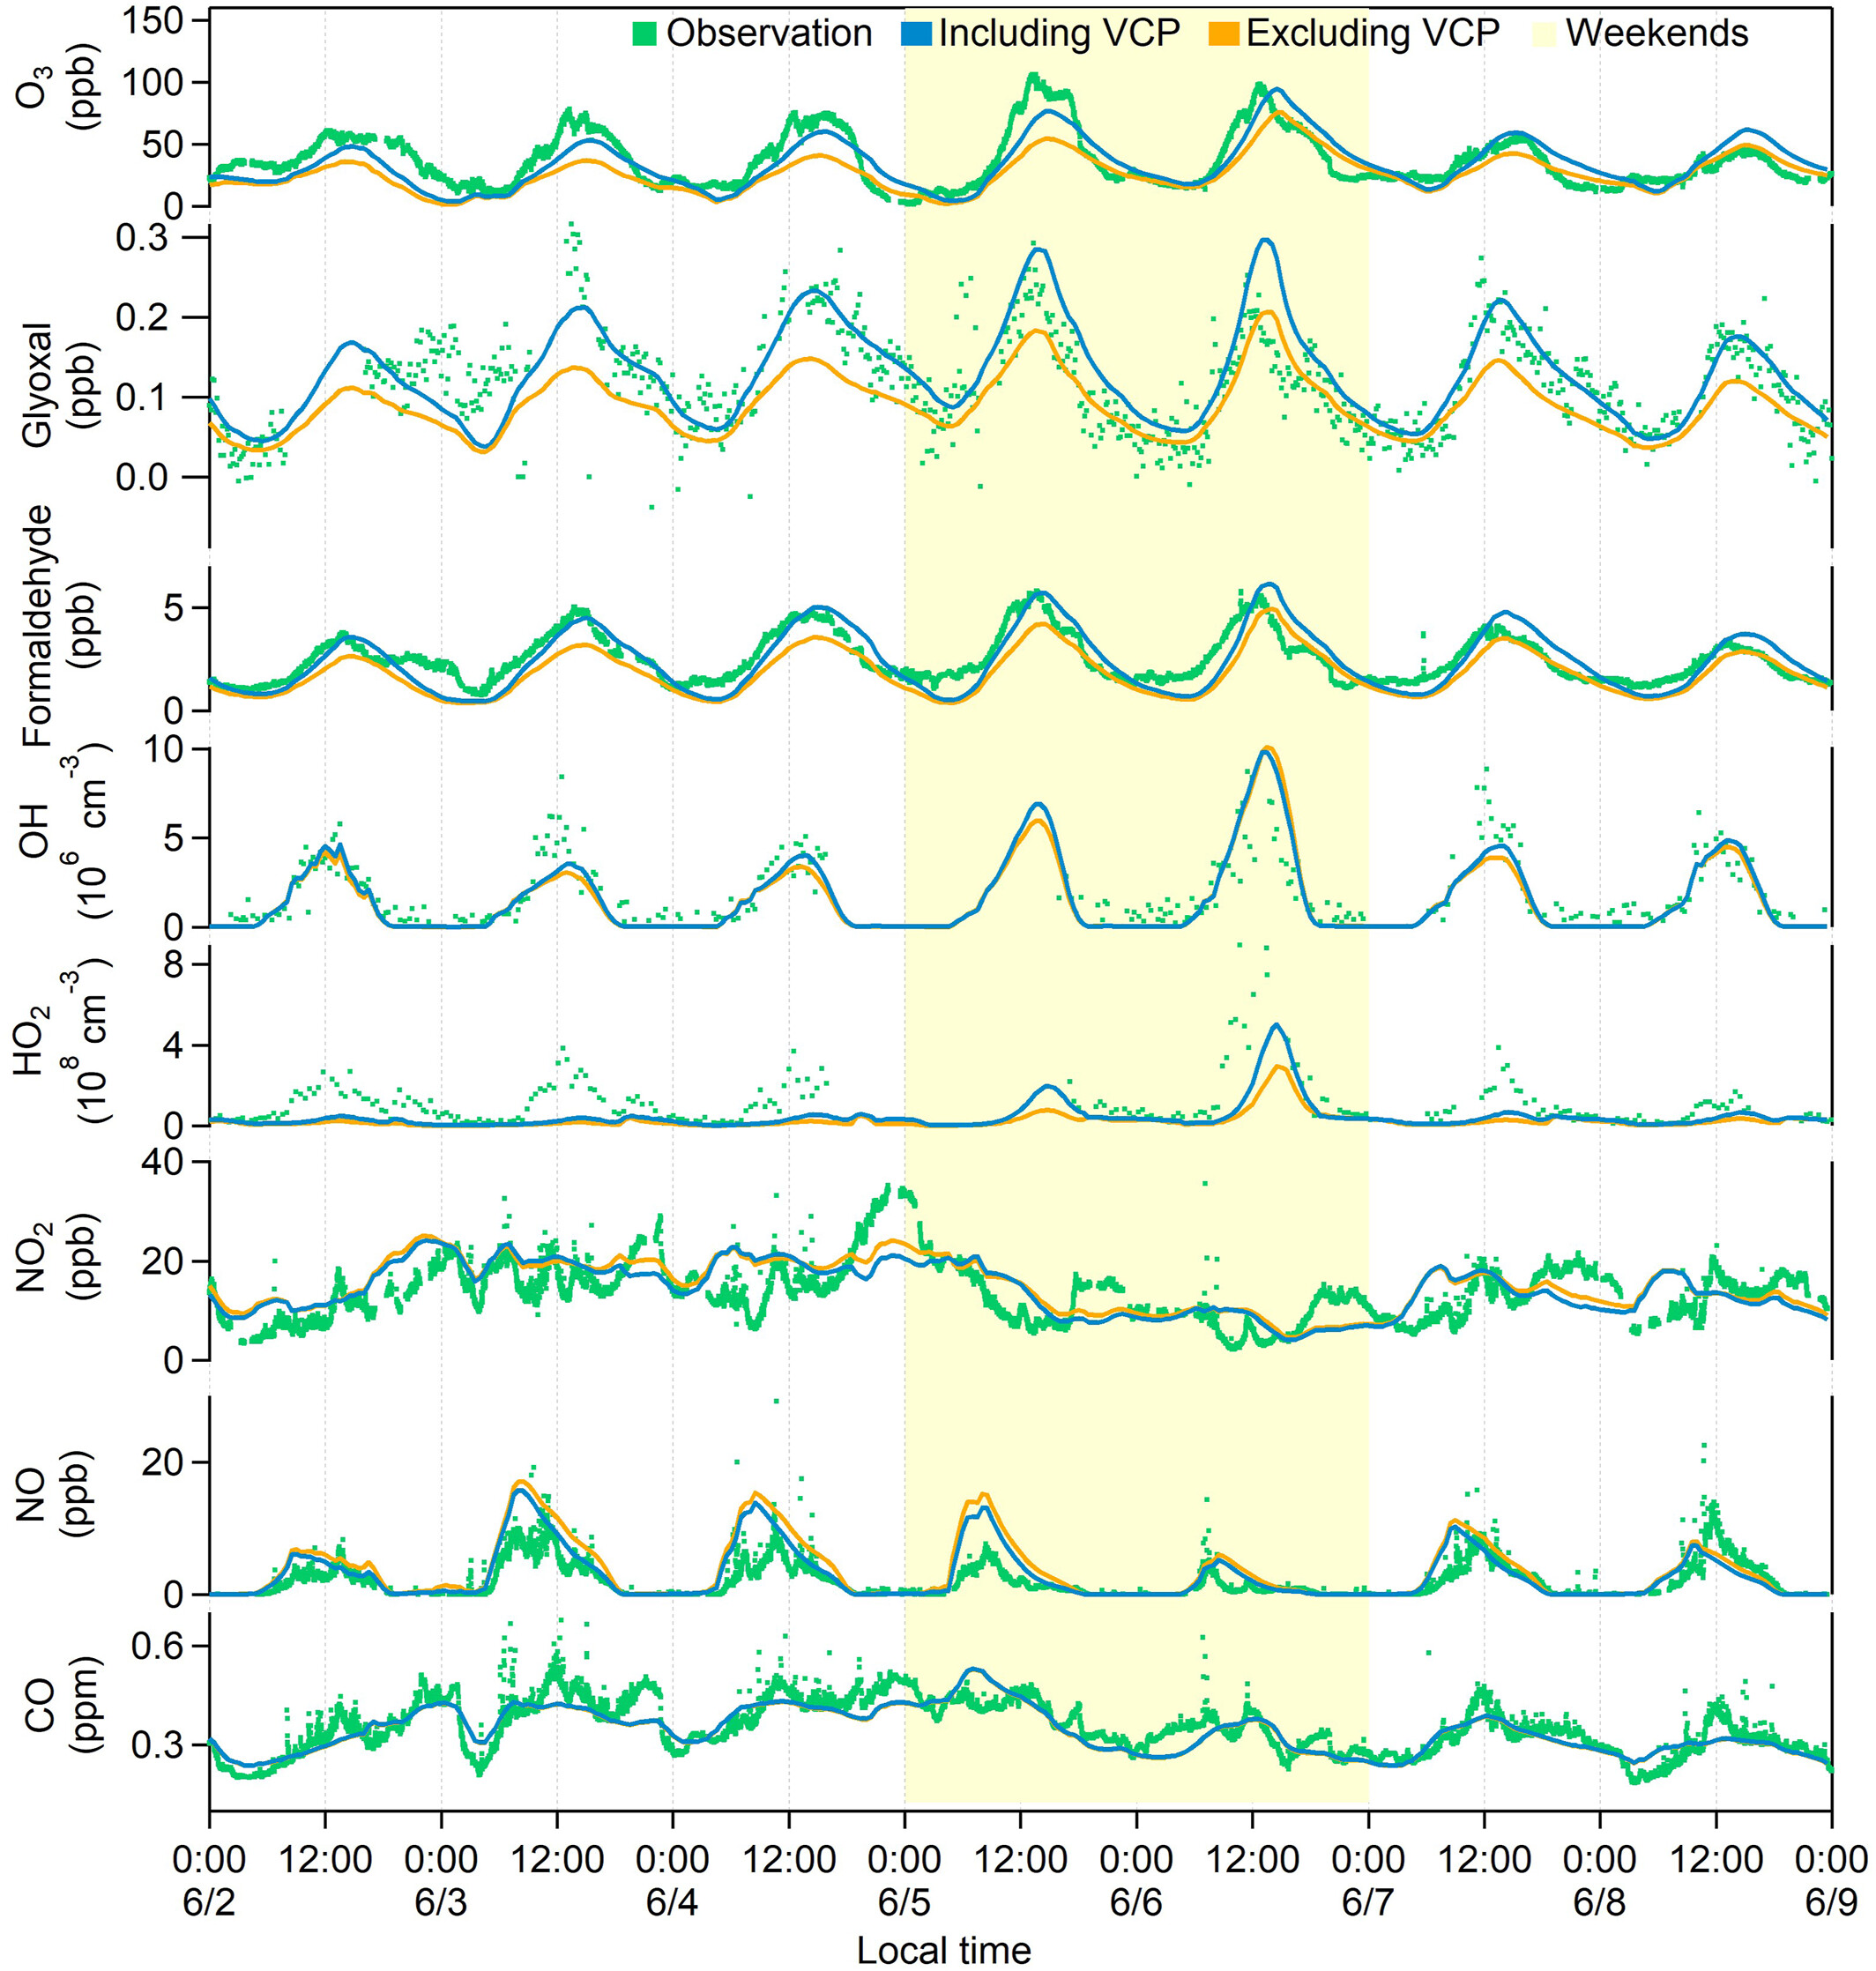 Observation Including VCP Excluding VCP Weekends
O3
(ppb)
150
100
50
0
Glyoxal
(ppb)
0.3
0.2
0.1
0.0
Formaldehyde
(ppb)
5
0
OH
(10^6 cm^-3)
10
5
0
HO2
(10^8 cm^-3)
8
4
0
NO2
(ppb)
40
20
0
NO
(ppb)
20
0
CO
(ppm)
0.6
0.3
0:00 12:00 0:00 12:00 0:00 12:00 0:00 12:00 0:00 12:00 0:00 12:00 0:00 12:00 0:00
6/2 6/3 6/4 6/5 6/6 6/7 6/8 6/9
Local time